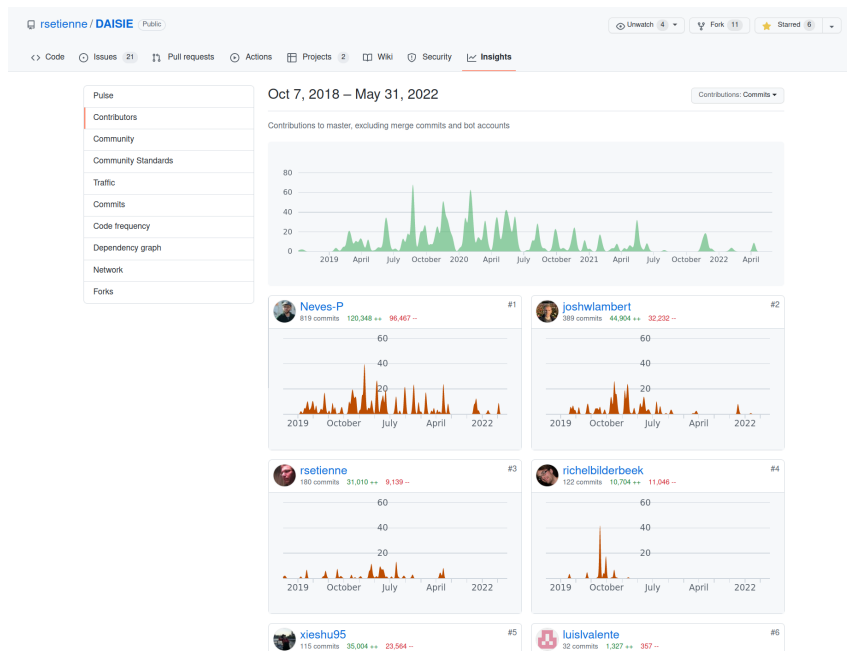 rsetienne / DAISIE Public
Unwatch 4 Fork 11 Starred 6
Code Issues 21 Pull requests Actions Projects 2 Wiki Security Insights
Pulse
Contributors
Community
Community Standards
Traffic
Commits
Code frequency
Dependency graph
Network
Forks
Oct 7, 2018 – May 31, 2022
Contributions: Commits
Contributions to master, excluding merge commits and bot accounts
80
60
40
20
0
2019 April July October 2020 April July October 2021 April July October 2022 April
Neves-P #1
819 commits 120,348 ++ 96,467 --
60
40
20
2019 October July April 2022
joshwlambert #2
389 commits 44,904 ++ 32,232 --
60
40
20
2019 October July April 2022
rsetienne #3
180 commits 31,010 ++ 9,139 --
60
40
20
2019 October July April 2022
richelbilderbeek #4
122 commits 10,704 ++ 11,046 --
60
40
20
2019 October July April 2022
xieshu95 #5
115 commits 35,004 ++ 23,564 --
luislvalente #6
32 commits 1,327 ++ 357 --